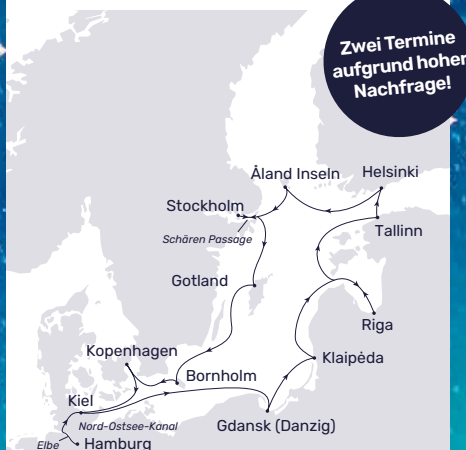 Zwei Termine
aufgrund hoher
Nachfrage!
Åland Inseln
Helsinki
Stockholm
Schären Passage
Tallinn
Gotland
Riga
Kopenhagen
Klaipėda
Bornholm
Kiel
Nord-Ostsee-Kanal
Gdansk (Danzig)
Elbe
Hamburg